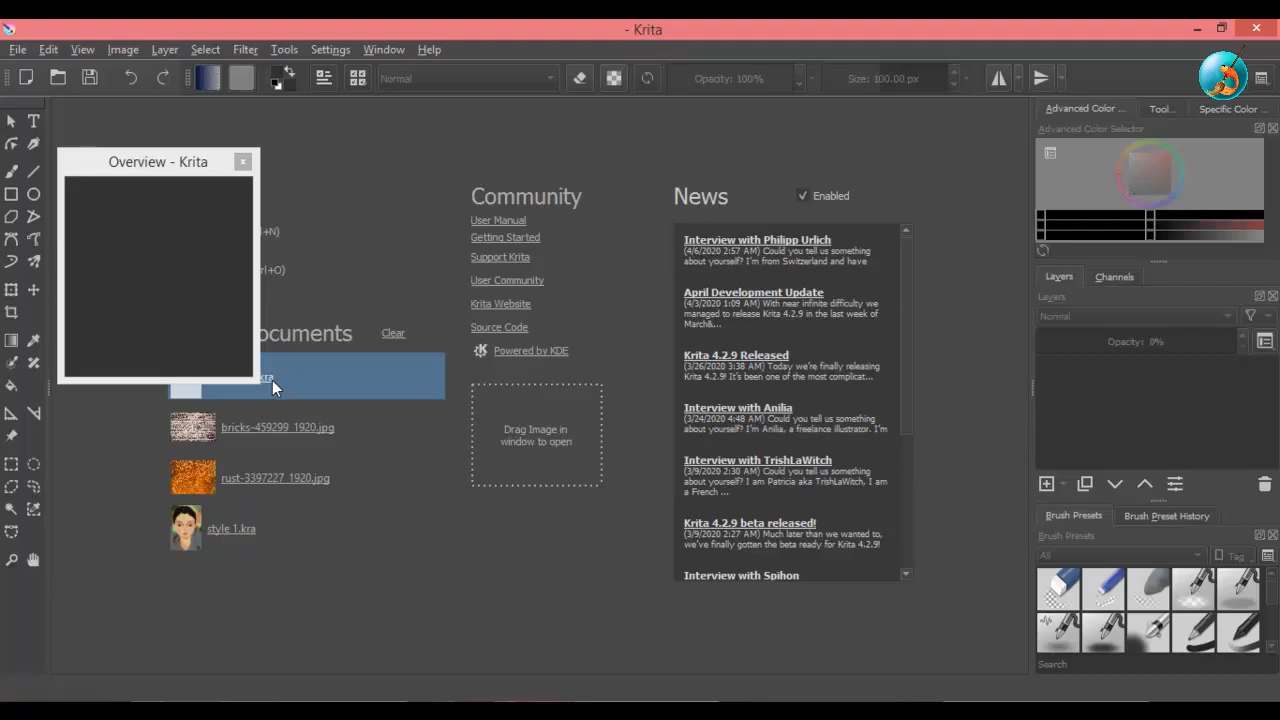 - Krita
File Edit View Image Layer Select Filter Tools Settings Window Help
Normal
Opacity: 100%
Size: 100.00 px
Advanced Color ...
Tool...
Specific Color ...
Advanced Color Selector
Overview - Krita
x
Community
User Manual
Getting Started
Support Krita
User Community
Krita Website
Source Code
Powered by KDE
Drag Image in
window to open
News
✓ Enabled
Interview with Philipp Urlich
(4/6/2020 2:57 AM) Could you tell us something
about yourself? I'm from Switzerland and have
April Development Update
(4/3/2020 1:09 AM) With near infinite difficulty we
managed to release Krita 4.2.9 in the last week of
March&...
Krita 4.2.9 Released
(3/26/2020 3:38 AM) Today we're finally releasing
Krita 4.2.9! It's been one of the most complicat...
Interview with Anilia
(3/24/2020 4:48 AM) Could you tell us something
about yourself? I'm Anilia, a freelance illustrator. I'm
Interview with TrishLaWitch
(3/9/2020 2:30 AM) Could you tell us something
about yourself? I am Patricia aka TrishLaWitch, I am
a French ...
Krita 4.2.9 beta released!
(3/9/2020 2:27 AM) Much later than we wanted to,
we've finally gotten the beta ready for Krita 4.2.9!
Interview with Spihon
l+N)
rl+O)
ocuments
Clear
.kra
bricks-459299_1920.jpg
rust-3397227_1920.jpg
style 1.kra
Layers
Channels
Layers
Normal
Opacity: 0%
Brush Presets
Brush Preset History
Brush Presets
All
Tag
Search